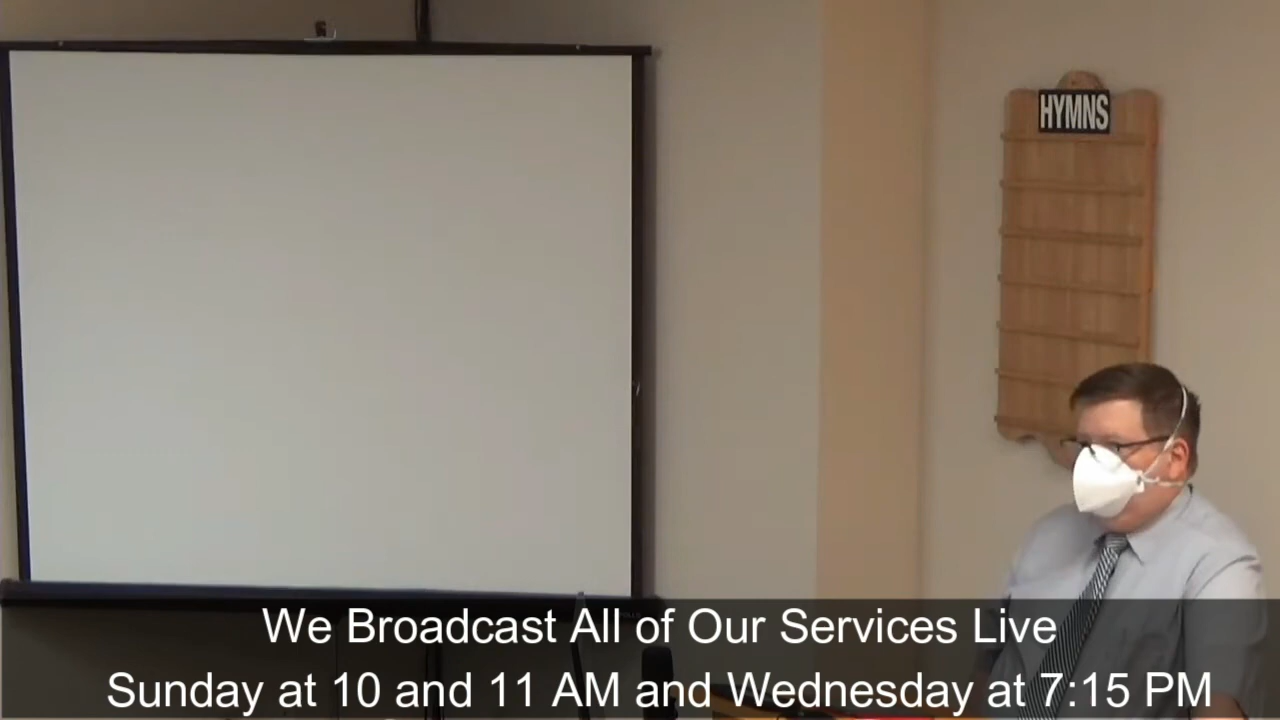 HYMNS
We Broadcast All of Our Services Live
Sunday at 10 and 11 AM and Wednesday at 7:15 PM